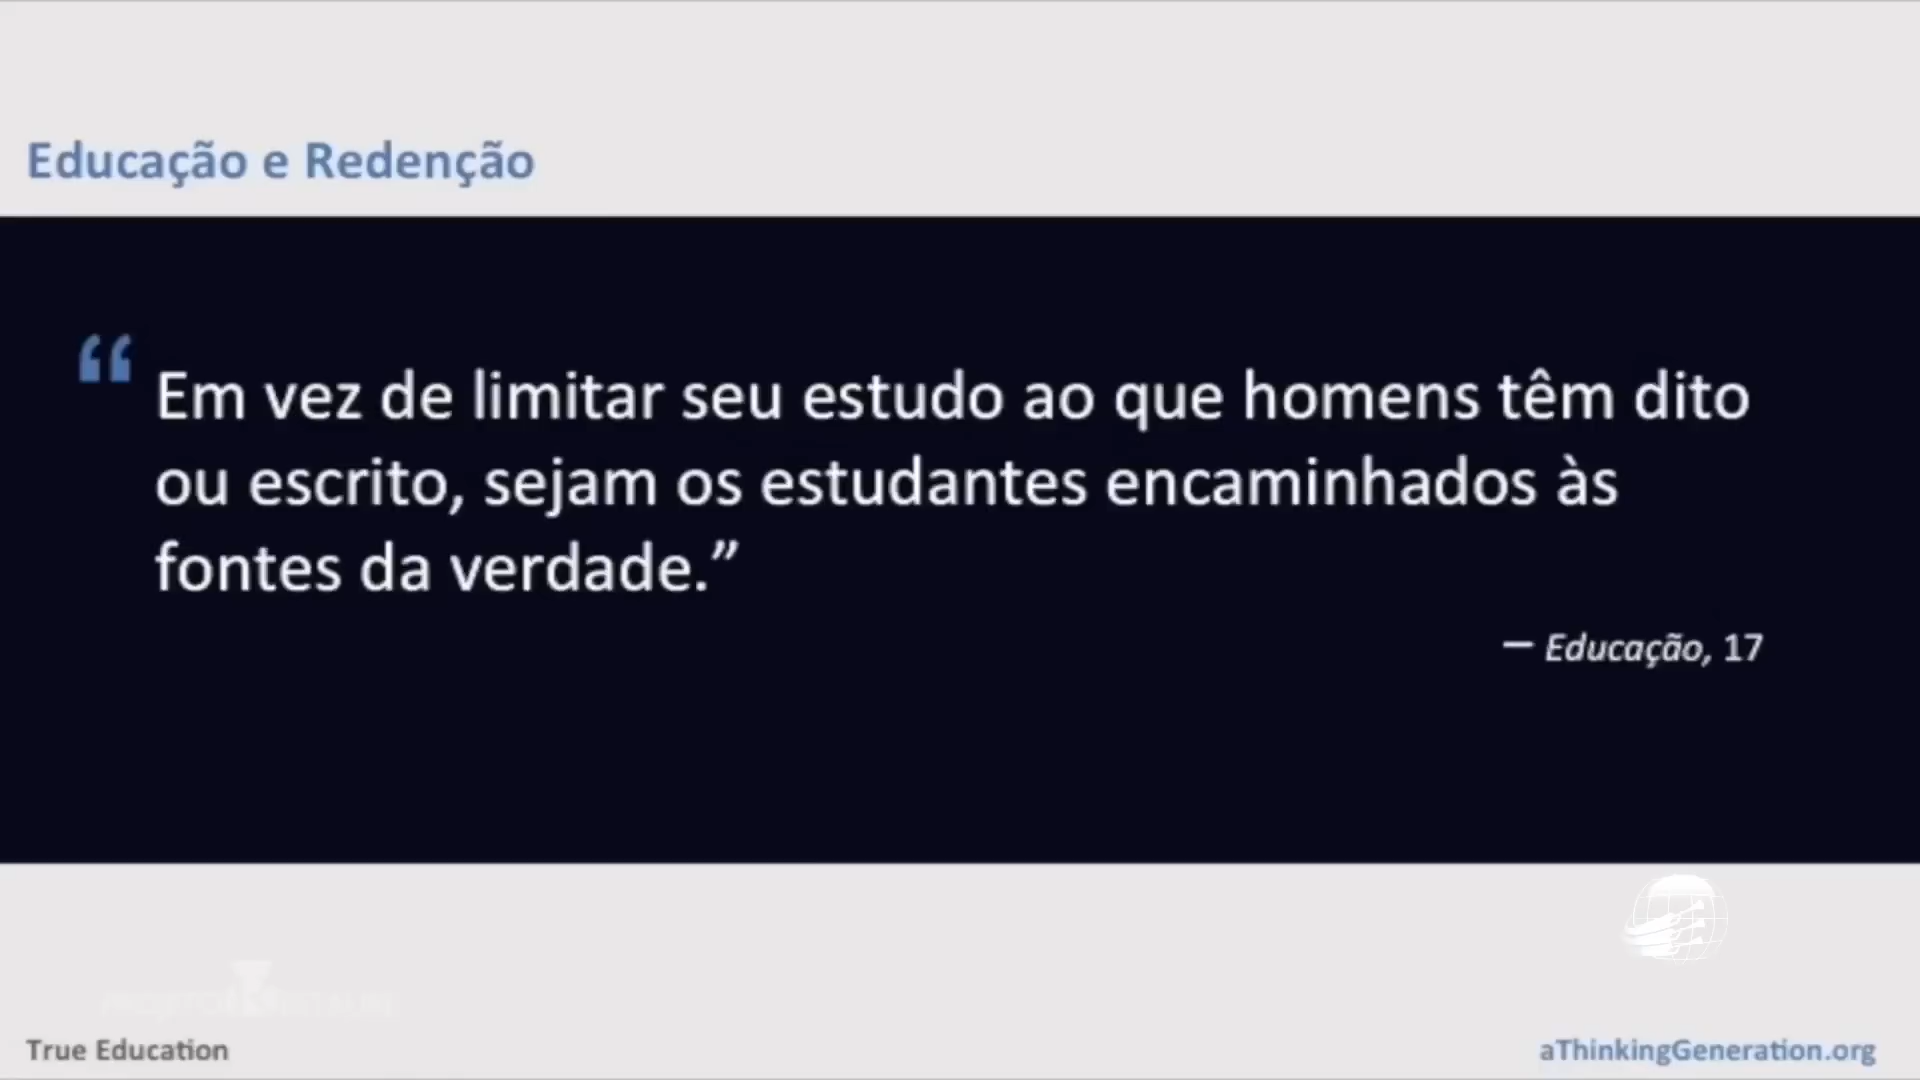 Educação e Redenção
“ Em vez de limitar seu estudo ao que homens têm dito
ou escrito, sejam os estudantes encaminhados às
fontes da verdade.”
— Educação, 17
True Education
aThinkingGeneration.org